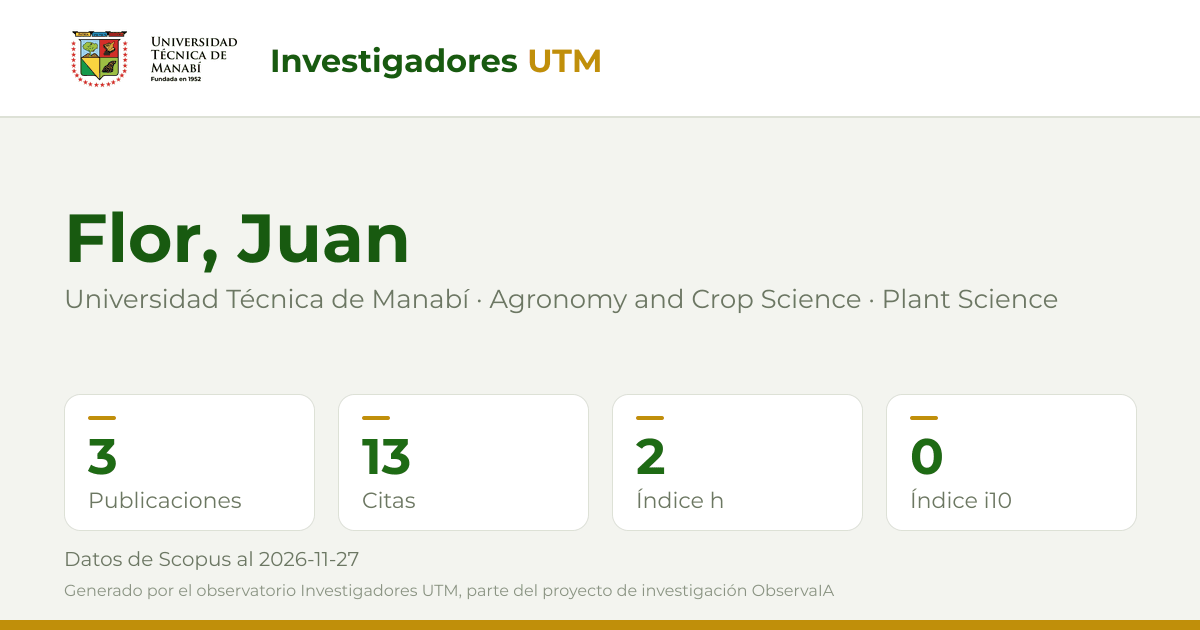 UNIVERSIDAD
TÉCNICA DE
MANABÍ
Fundada en 1952
Investigadores UTM
Flor, Juan
Universidad Técnica de Manabí · Agronomy and Crop Science · Plant Science
3
Publicaciones
13
Citas
2
Índice h
0
Índice i10
Datos de Scopus al 2026-11-27
Generado por el observatorio Investigadores UTM, parte del proyecto de investigación ObservaIA